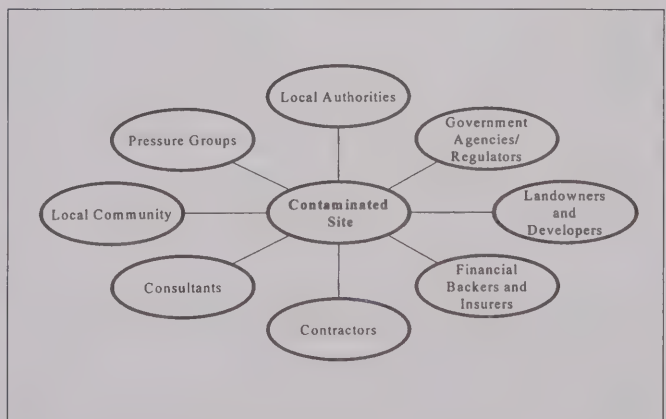 Local Authorities
Pressure Groups
Government
Agencies/
Regulators
Local Community
Contaminated
Site
Landowners
and
Developers
Consultants
Financial
Backers and
Insurers
Contractors